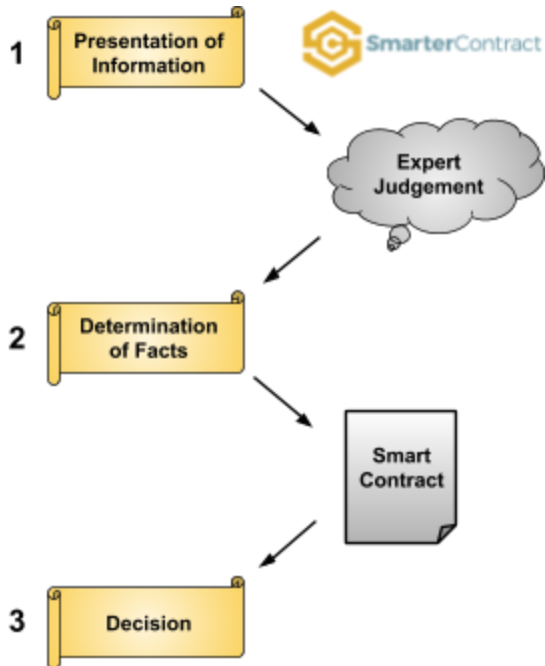 1
Presentation of
Information
SmarterContract
Expert
Judgement
2
Determination
of Facts
Smart
Contract
3
Decision